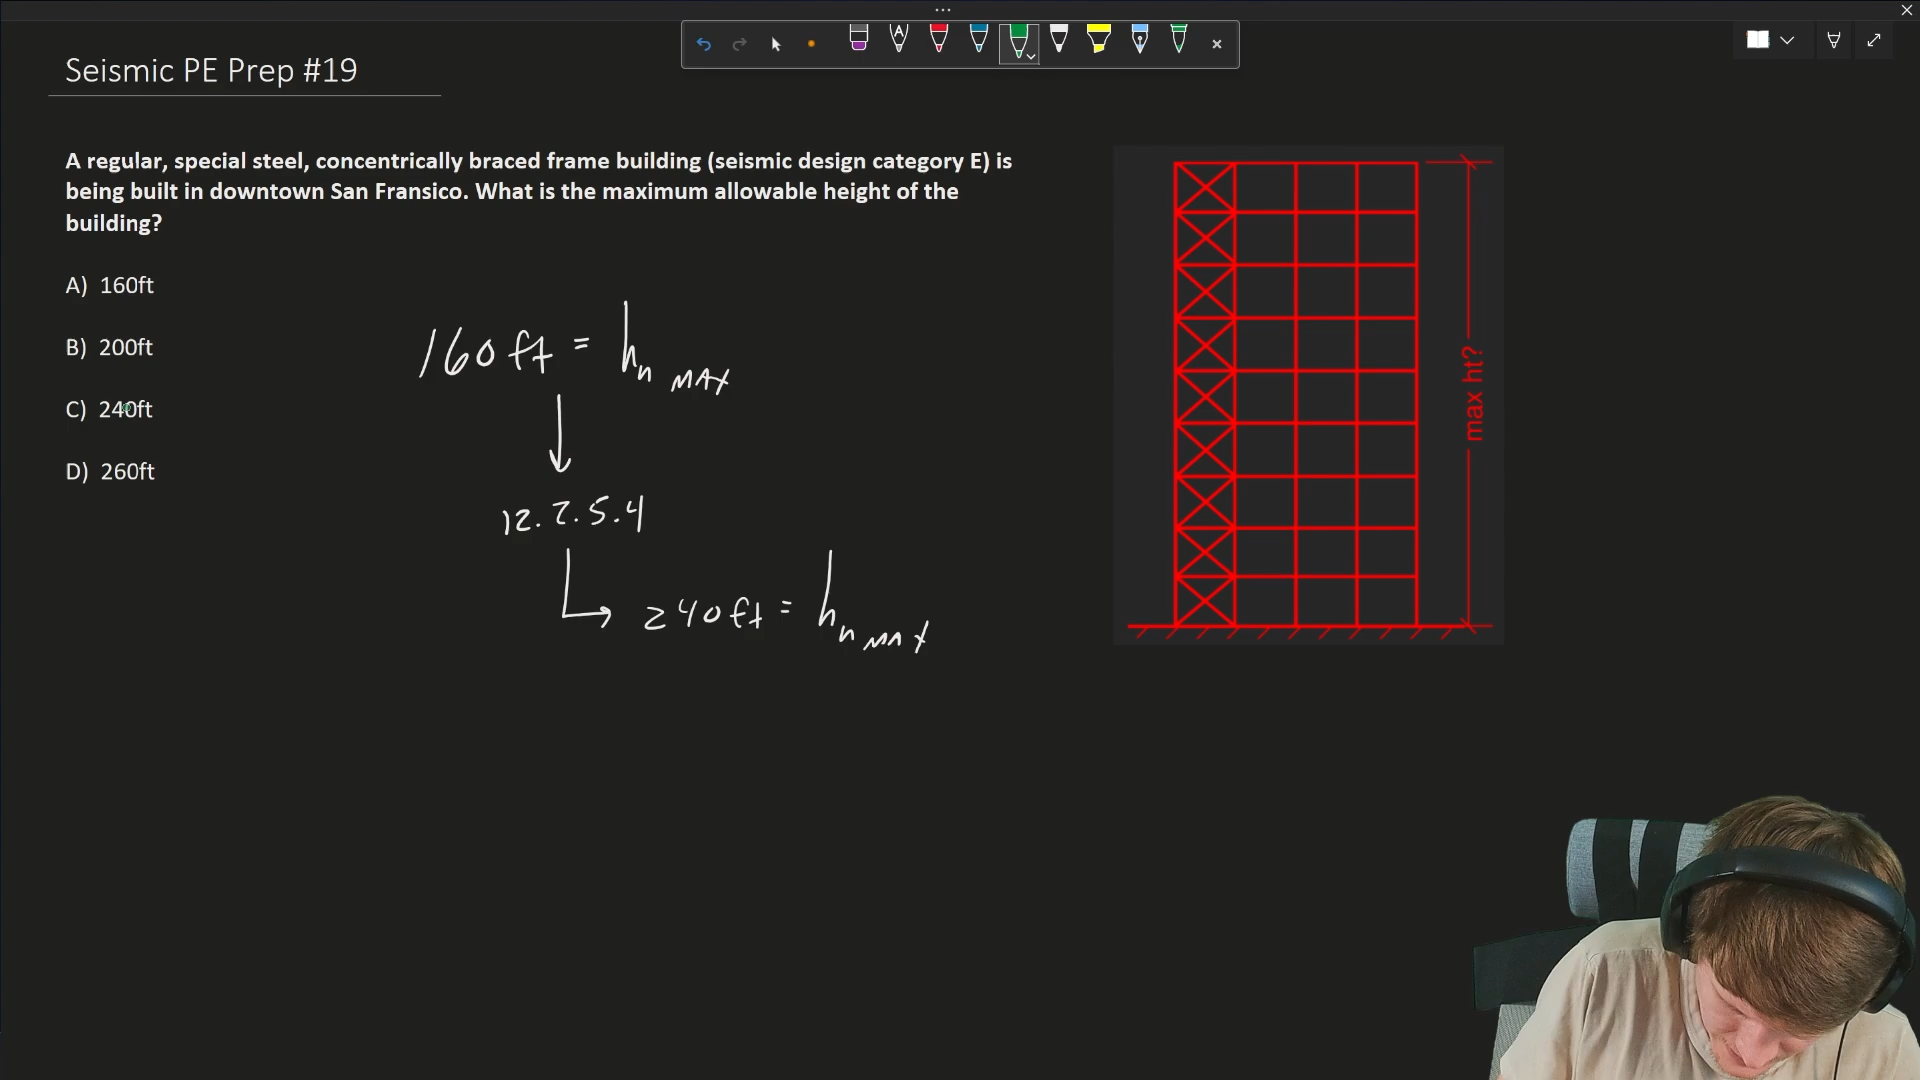 Seismic PE Prep #19
A regular, special steel, concentrically braced frame building (seismic design category E) is
being built in downtown San Fransico. What is the maximum allowable height of the
building?
A) 160ft
B) 200ft
C) 240ft
D) 260ft
160 ft = hn MAX
12.2.5.4
240 ft = hn MAX
max ht?